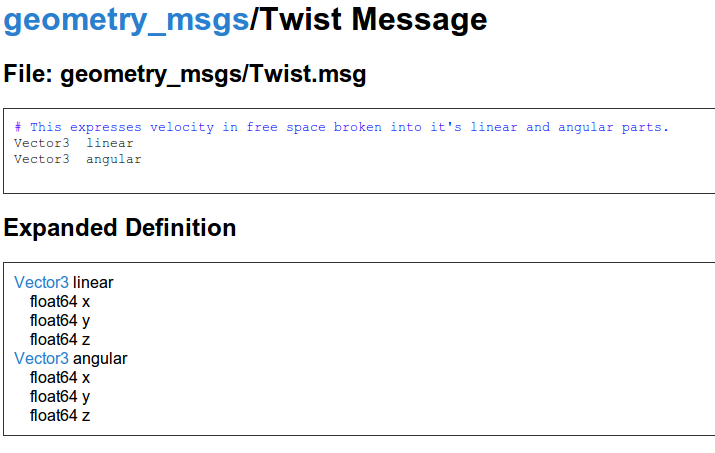 geometry_msgs/Twist Message
File: geometry_msgs/Twist.msg
# This expresses velocity in free space broken into it's linear and angular parts.
Vector3  linear
Vector3  angular
Expanded Definition
Vector3 linear
float64 x
float64 y
float64 z
Vector3 angular
float64 x
float64 y
float64 z